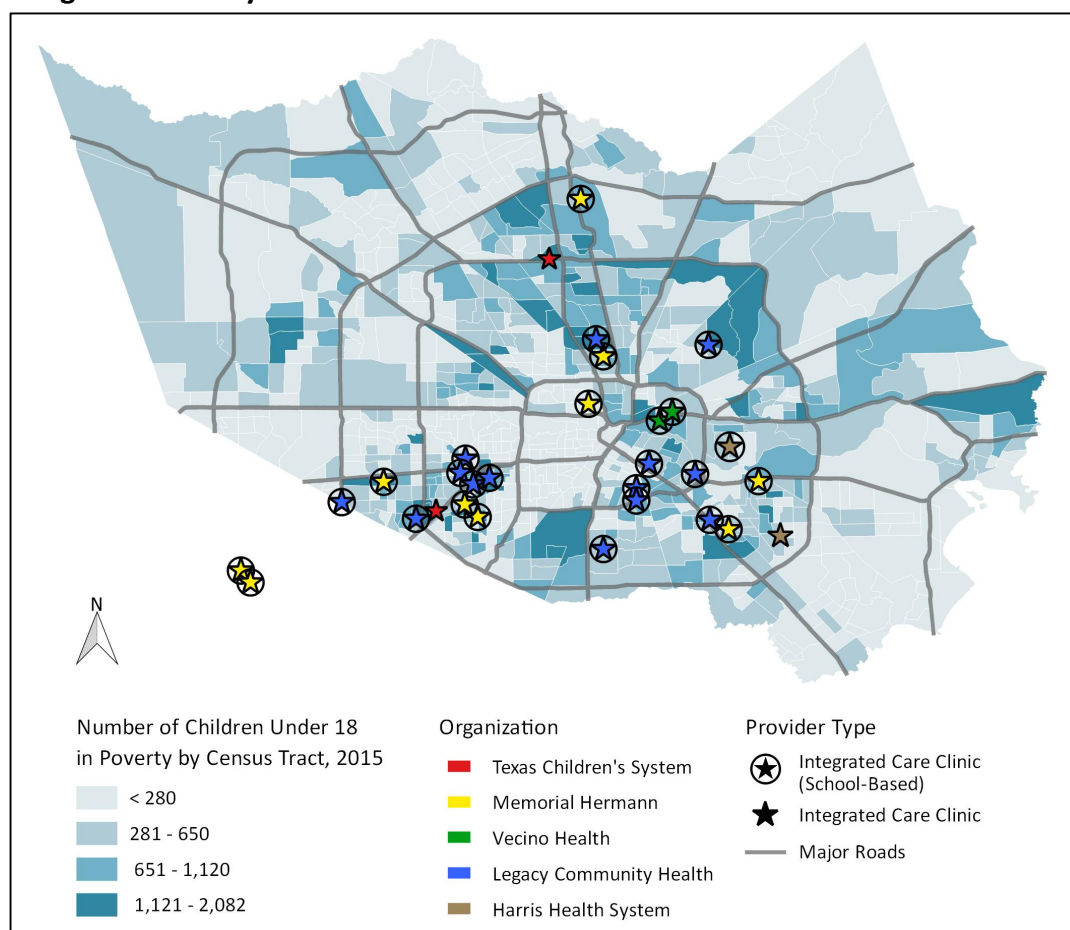 N
Number of Children Under 18
in Poverty by Census Tract, 2015
< 280
281 - 650
651 - 1,120
1,121 - 2,082
Organization
Texas Children's System
Memorial Hermann
Vecino Health
Legacy Community Health
Harris Health System
Provider Type
Integrated Care Clinic
(School-Based)
Integrated Care Clinic
Major Roads